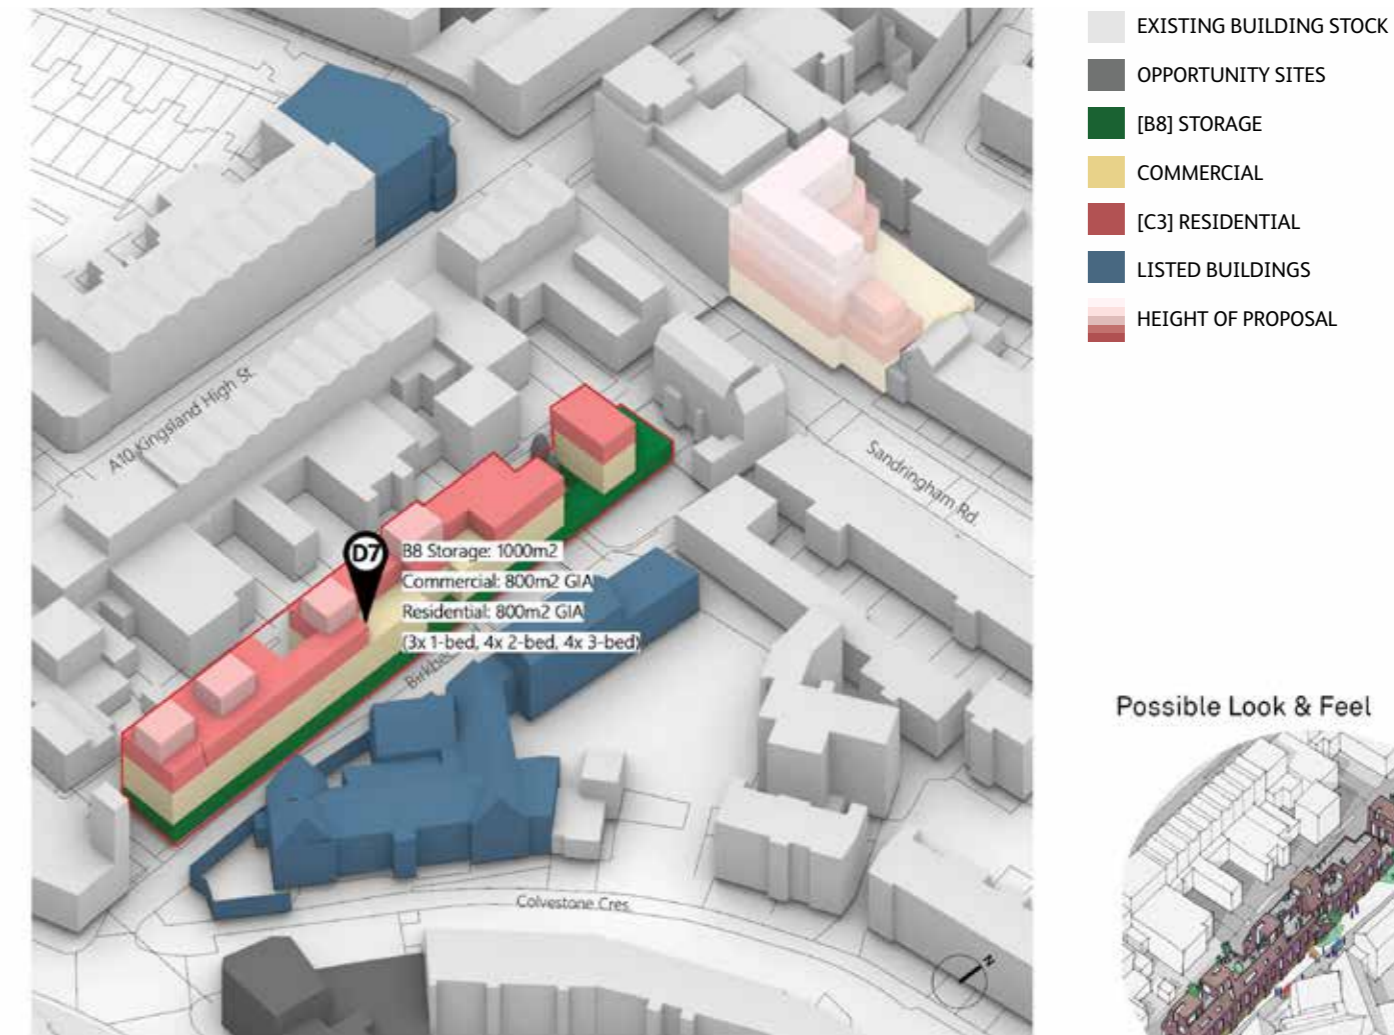 EXISTING BUILDING STOCK
OPPORTUNITY SITES
[B8] STORAGE
COMMERCIAL
[C3] RESIDENTIAL
LISTED BUILDINGS
HEIGHT OF PROPOSAL
A10 Kingsland High St.
Sandringham Rd.
D7
B8 Storage: 1000m2
Commercial: 800m2 GIA
Residential: 800m2 GIA
(3x 1-bed, 4x 2-bed, 4x 3-bed)
Colvestone Cres
N
Possible Look & Feel